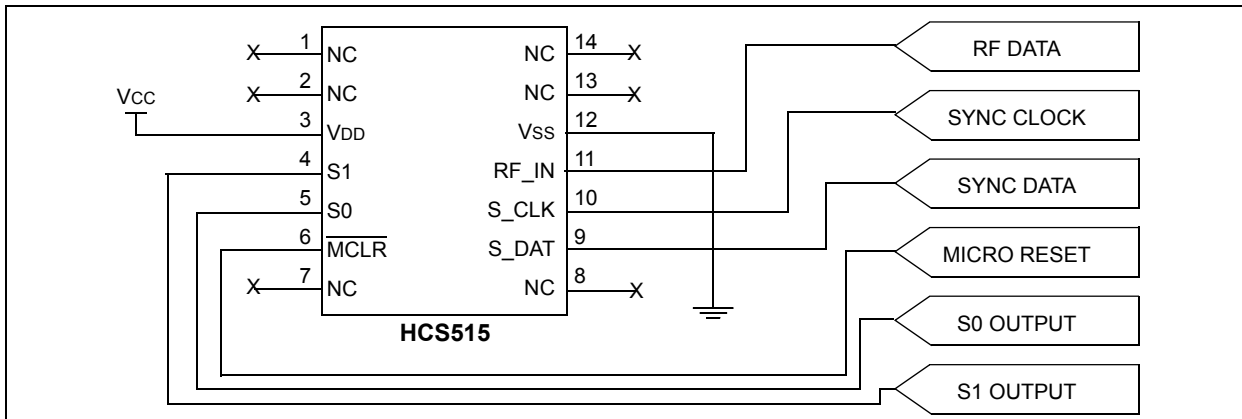 1 NC NC 14
2 NC NC 13
VCC
3 VDD VSS 12
4 S1 RF_IN 11
5 S0 S_CLK 10
6 MCLR S_DAT 9
7 NC NC 8
HCS515
RF DATA
SYNC CLOCK
SYNC DATA
MICRO RESET
S0 OUTPUT
S1 OUTPUT